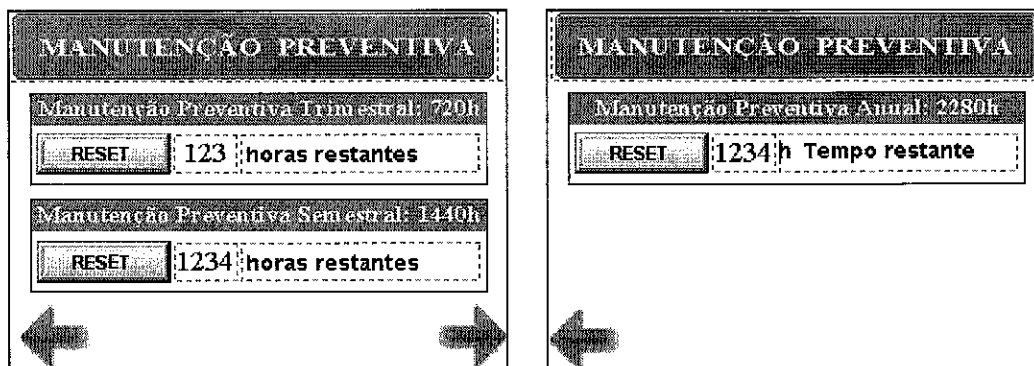 MANUTENÇÃO PREVENTIVA
Manutenção Preventiva Trimestral: 720h
RESET 123 horas restantes
Manutenção Preventiva Semestral: 1440h
RESET 1234 horas restantes
MANUTENÇÃO PREVENTIVA
Manutenção Preventiva Anual: 2280h
RESET 1234 h Tempo restante